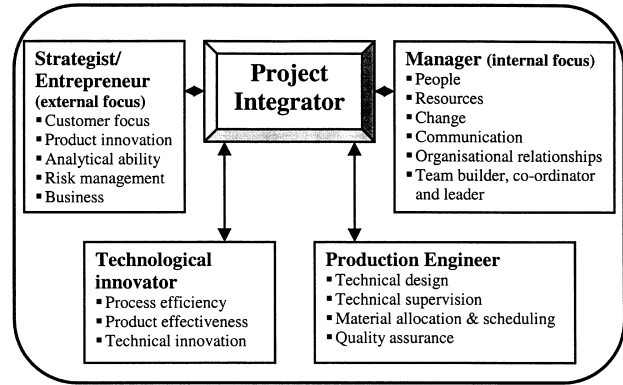 Strategist/
Entrepreneur
(external focus)
▪ Customer focus
▪ Product innovation
▪ Analytical ability
▪ Risk management
▪ Business
Project
Integrator
Manager (internal focus)
▪ People
▪ Resources
▪ Change
▪ Communication
▪ Organisational relationships
▪ Team builder, co-ordinator
and leader
Technological
innovator
▪ Process efficiency
▪ Product effectiveness
▪ Technical innovation
Production Engineer
▪ Technical design
▪ Technical supervision
▪ Material allocation & scheduling
▪ Quality assurance